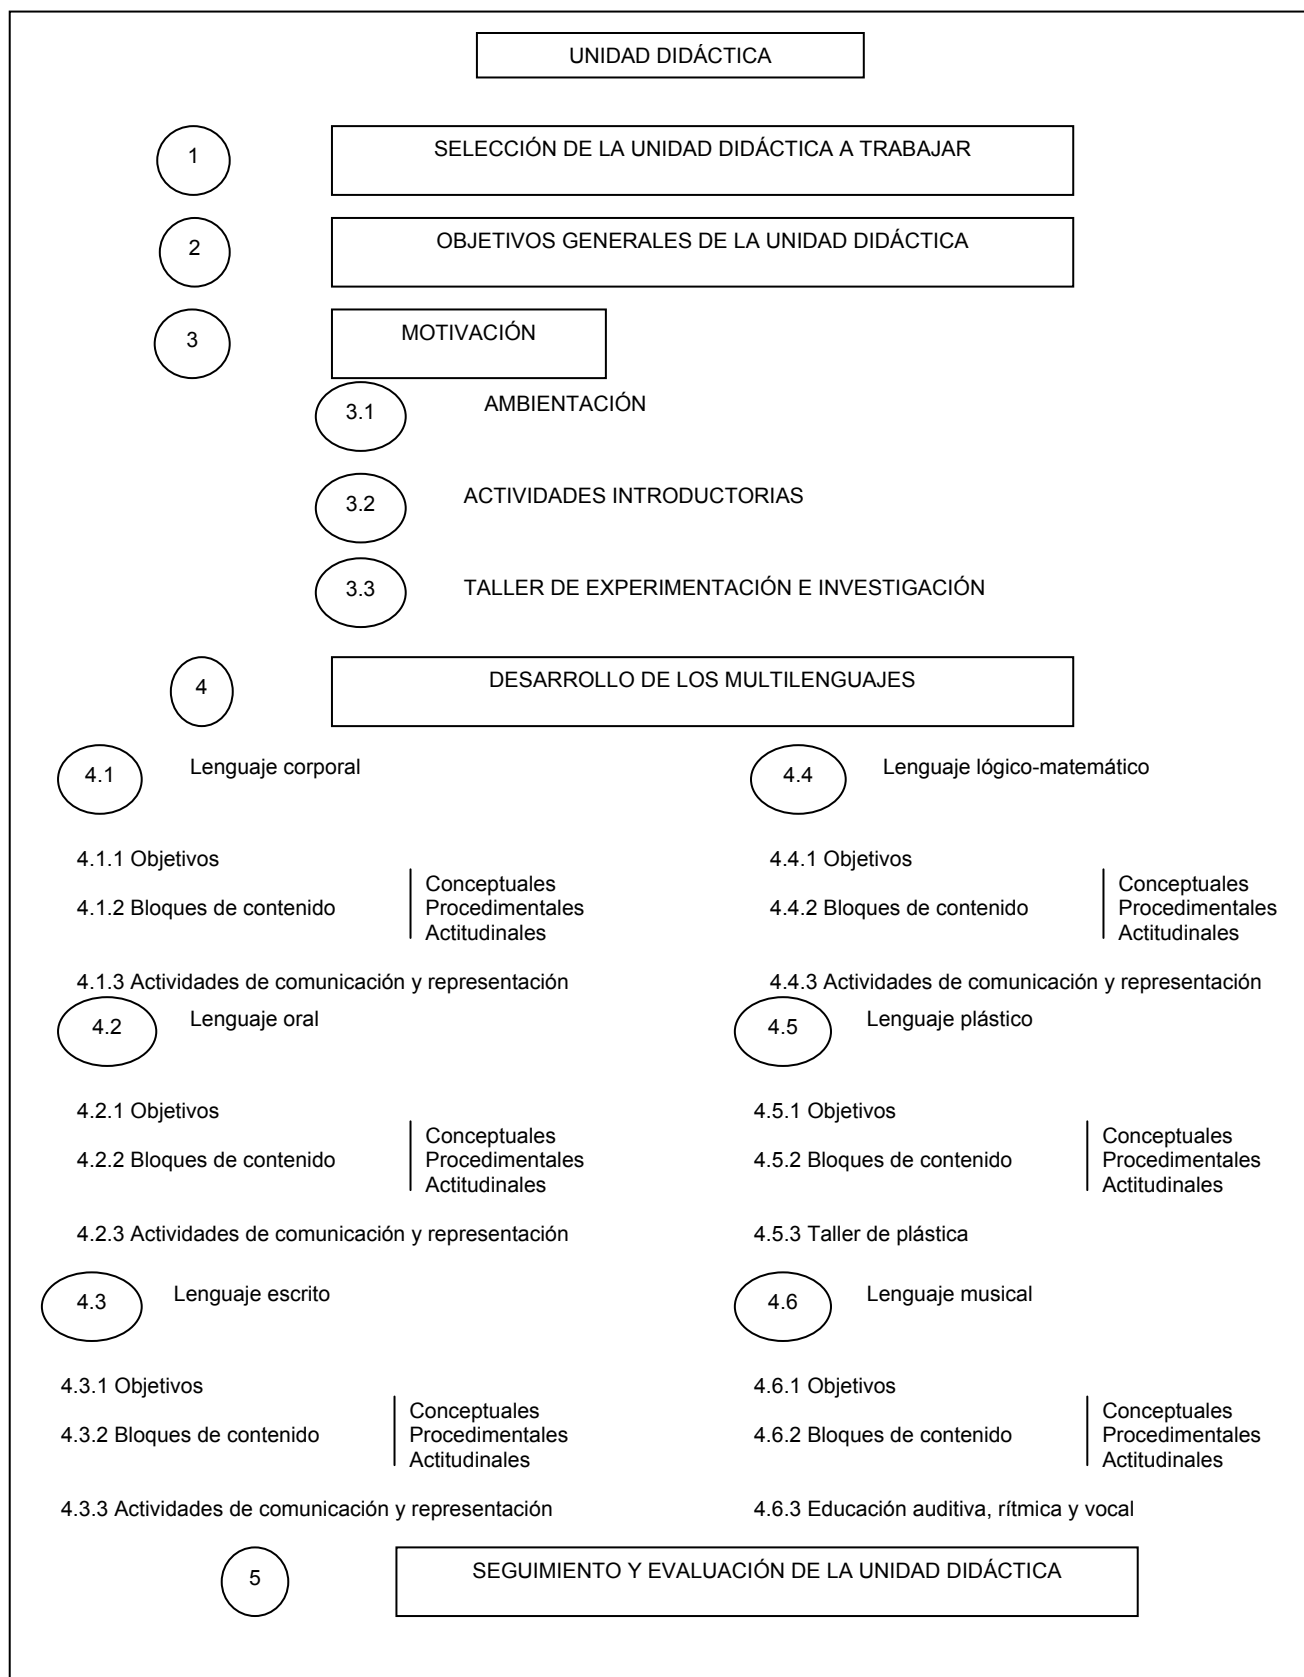 UNIDAD DIDÁCTICA
1
SELECCIÓN DE LA UNIDAD DIDÁCTICA A TRABAJAR
2
OBJETIVOS GENERALES DE LA UNIDAD DIDÁCTICA
3
MOTIVACIÓN
3.1
AMBIENTACIÓN
3.2
ACTIVIDADES INTRODUCTORIAS
3.3
TALLER DE EXPERIMENTACIÓN E INVESTIGACIÓN
4
DESARROLLO DE LOS MULTILENGUAJES
4.1
Lenguaje corporal
4.1.1 Objetivos
4.1.2 Bloques de contenido
Conceptuales
Procedimentales
Actitudinales
4.1.3 Actividades de comunicación y representación
4.2
Lenguaje oral
4.2.1 Objetivos
4.2.2 Bloques de contenido
Conceptuales
Procedimentales
Actitudinales
4.2.3 Actividades de comunicación y representación
4.3
Lenguaje escrito
4.3.1 Objetivos
4.3.2 Bloques de contenido
Conceptuales
Procedimentales
Actitudinales
4.3.3 Actividades de comunicación y representación
4.4
Lenguaje lógico-matemático
4.4.1 Objetivos
4.4.2 Bloques de contenido
Conceptuales
Procedimentales
Actitudinales
4.4.3 Actividades de comunicación y representación
4.5
Lenguaje plástico
4.5.1 Objetivos
4.5.2 Bloques de contenido
Conceptuales
Procedimentales
Actitudinales
4.5.3 Taller de plástica
4.6
Lenguaje musical
4.6.1 Objetivos
4.6.2 Bloques de contenido
Conceptuales
Procedimentales
Actitudinales
4.6.3 Educación auditiva, rítmica y vocal
5
SEGUIMIENTO Y EVALUACIÓN DE LA UNIDAD DIDÁCTICA